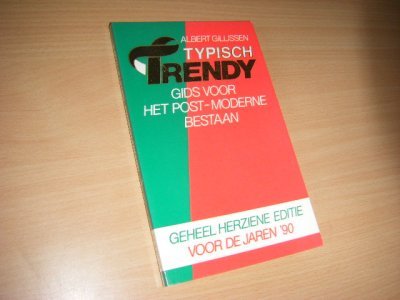 ALBERT GILLISSEN
TYPISCH
TRENDY
GIDS VOOR
HET POST-MODERNE
BESTAAN
GEHEEL HERZIENE EDITIE
VOOR DE JAREN '90